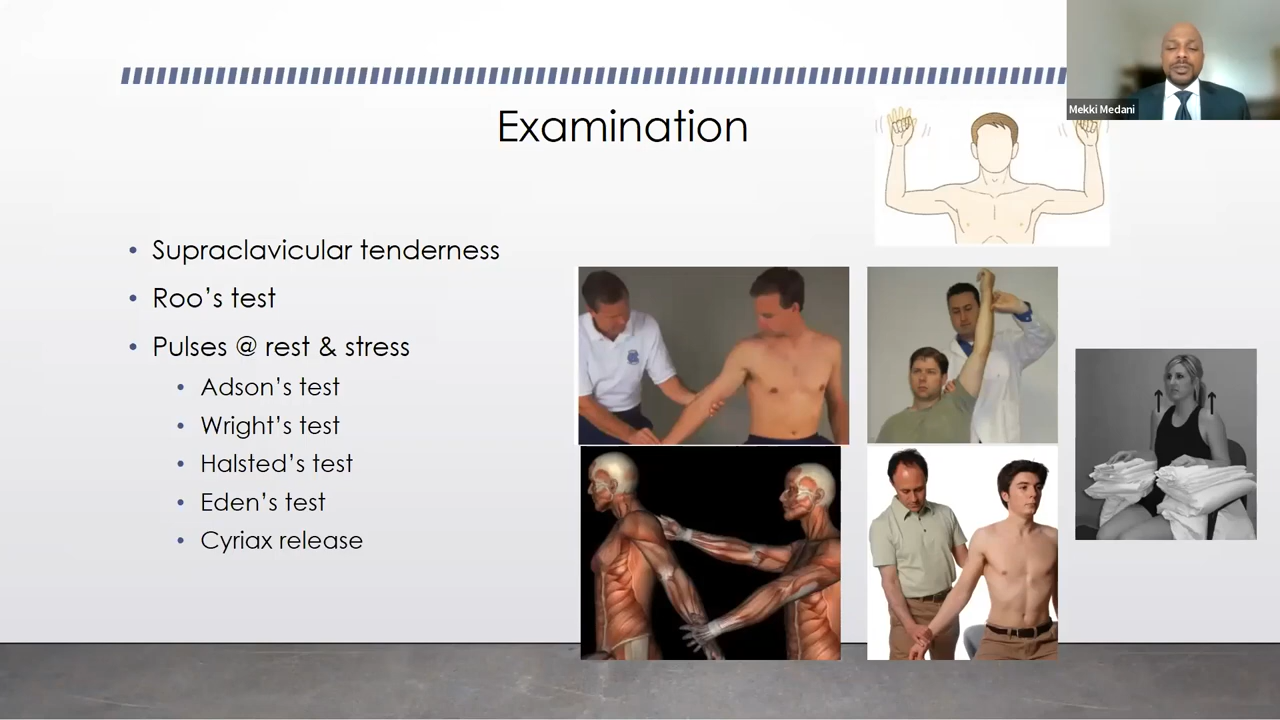 Mekki Medani
Examination
Supraclavicular tenderness
Roo's test
Pulses @ rest & stress
Adson's test
Wright's test
Halsted's test
Eden's test
Cyriax release